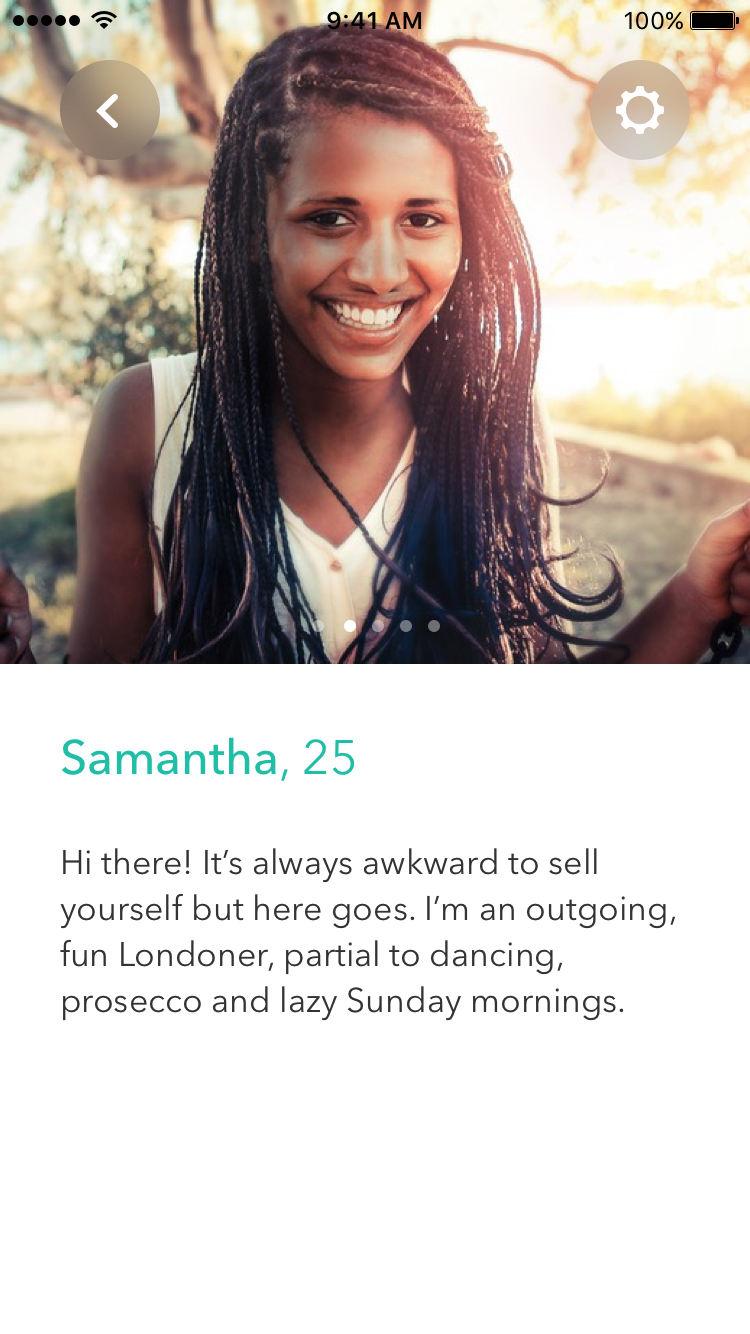 9:41 AM
100%
Samantha, 25
Hi there! It’s always awkward to sell
yourself but here goes. I’m an outgoing,
fun Londoner, partial to dancing,
prosecco and lazy Sunday mornings.